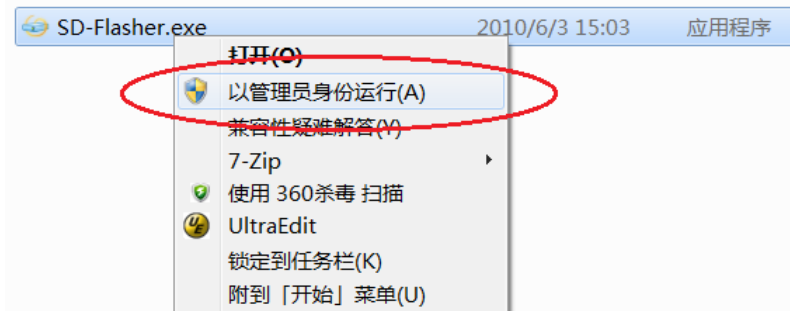 SD-Flasher.exe 2010/6/3 15:03 应用程序
打开(O)
以管理员身份运行(A)
兼容性疑难解答(Y)
7-Zip
使用 360杀毒 扫描
UltraEdit
锁定到任务栏(K)
附到「开始」菜单(U)